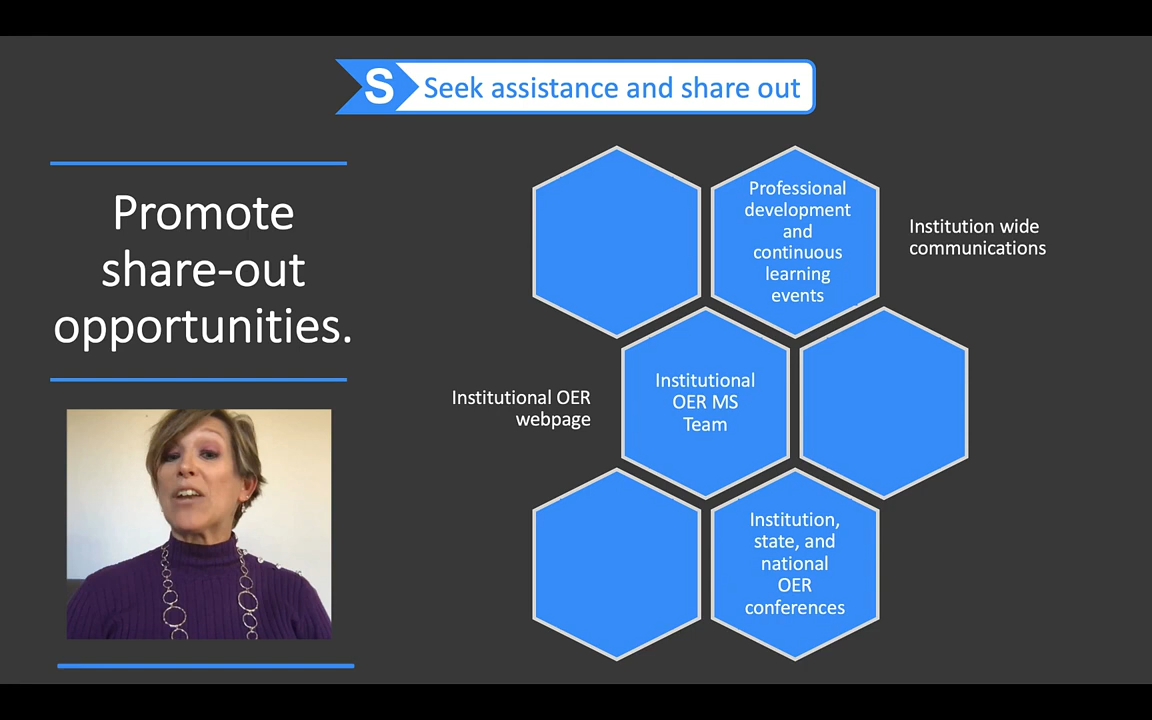 S Seek assistance and share out
Promote
share-out
opportunities.
Professional
development
and
continuous
learning
events
Institution wide
communications
Institutional OER
webpage
Institutional
OER MS
Team
Institution,
state, and
national
OER
conferences